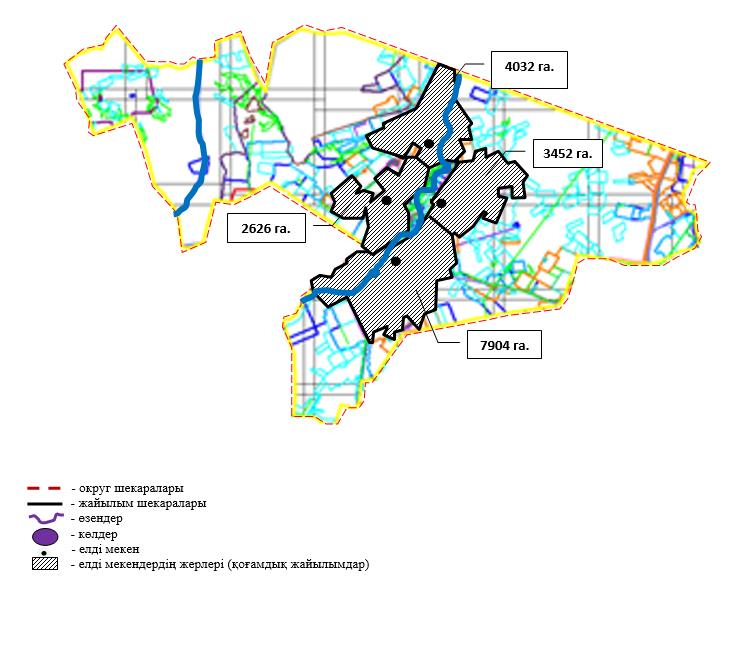 4032 га.
3452 га.
2626 га.
7904 га.
- округ шекаралары
- жайылым шекаралары
- өзендер
- көлдер
- елді мекен
- елді мекендердің жерлері (қоғамдық жайылымдар)